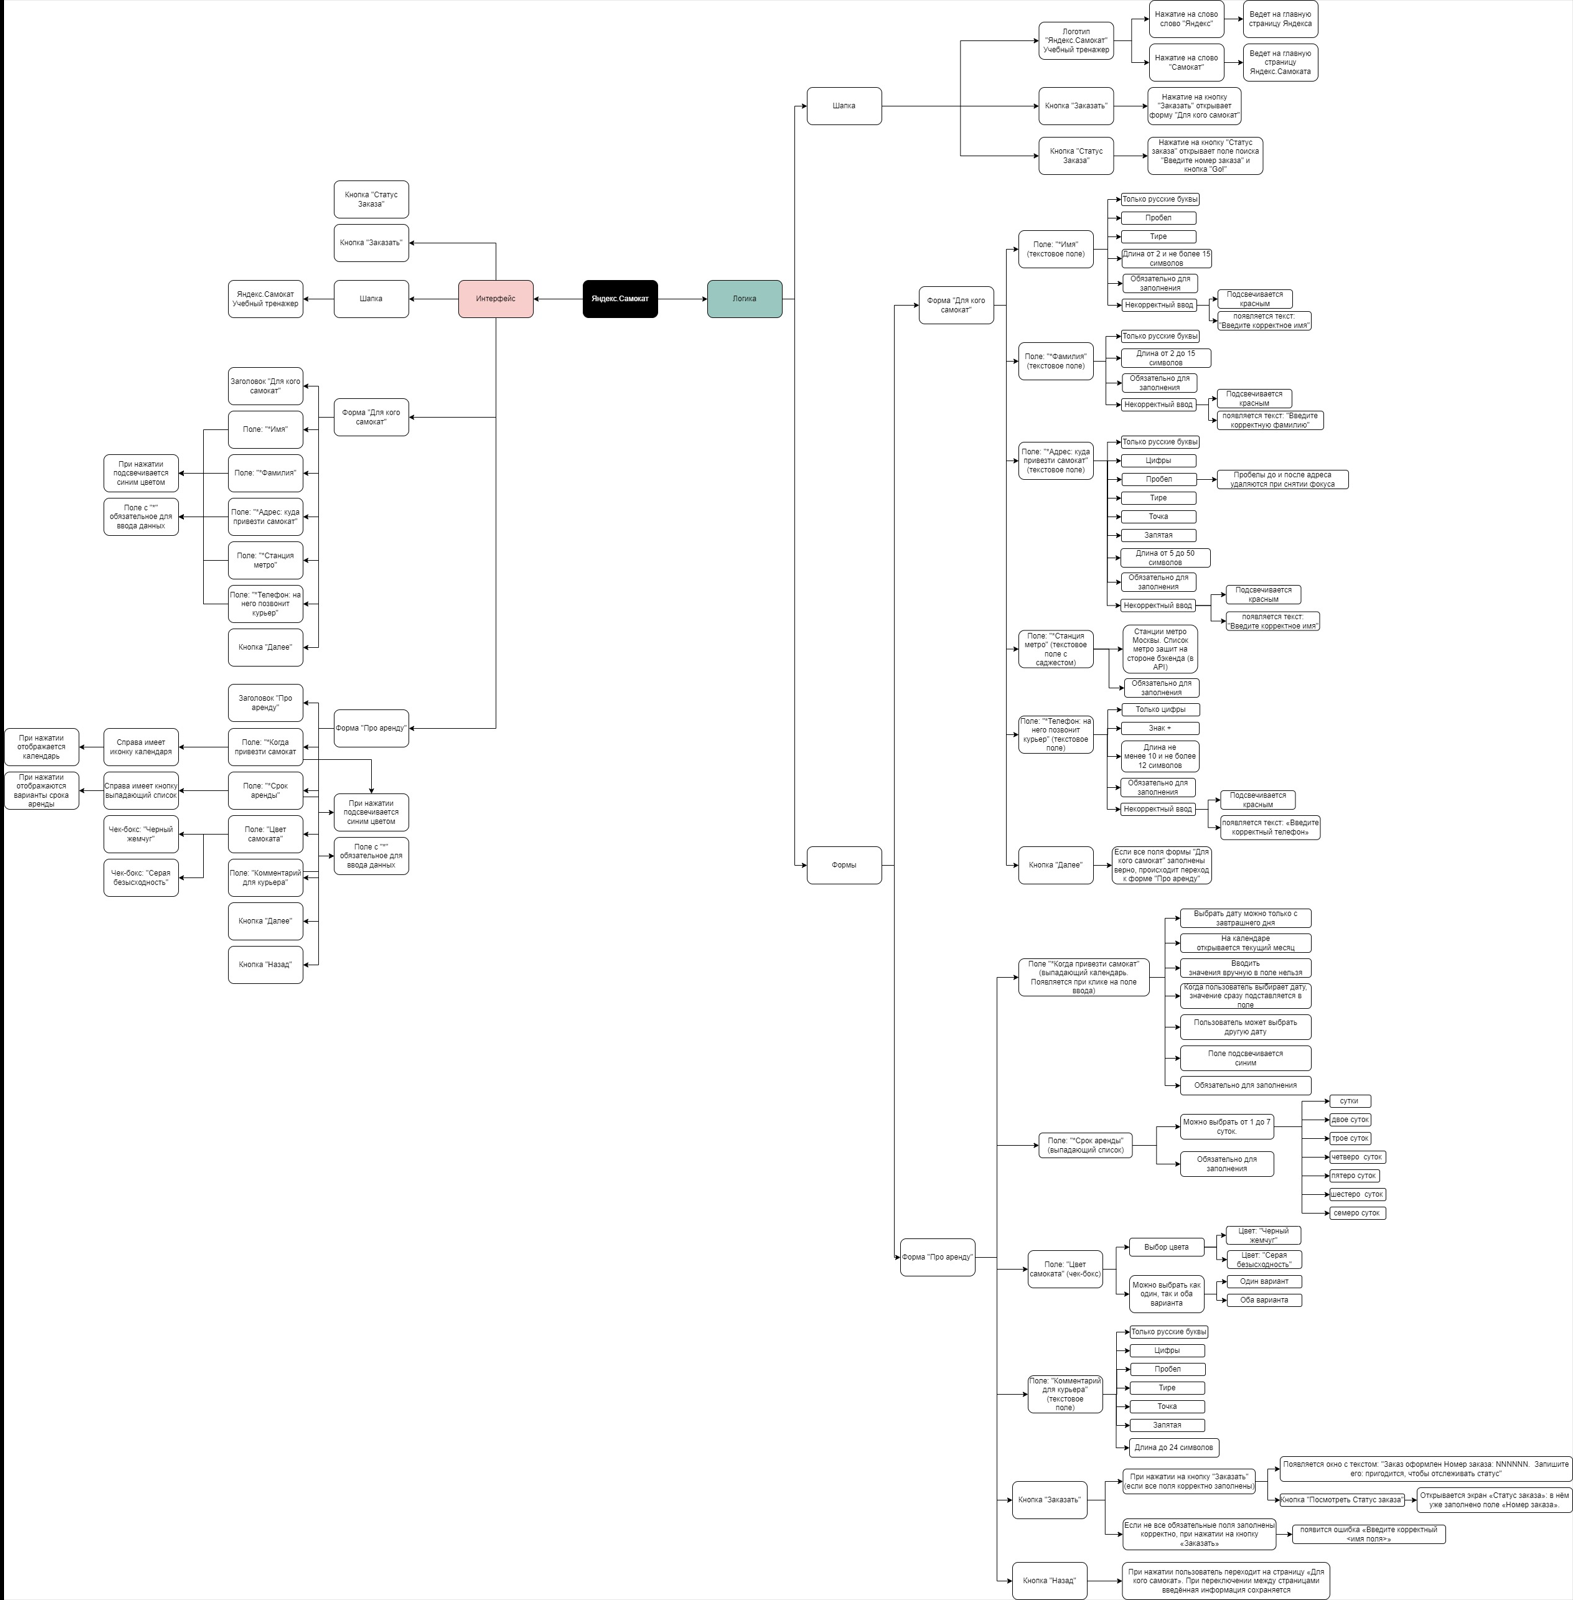 Логотип
"Яндекс.Самокат"
Учебный тренажер
Нажатие на слово
слово "Яндекс"
Ведет на главную
страницу Яндекса
Нажатие на слово
"Самокат"
Ведет на главную
страницу
Яндекс.Самоката
Шапка
Кнопка "Заказать"
Нажатие на кнопку
"Заказать" открывает
форму "Для кого самокат"
Кнопка "Статус
Заказа"
Нажатие на кнопку "Статус
заказа" открывает поле поиска
"Введите номер заказа" и
кнопка "Go!"
Кнопка "Статус
Заказа"
Кнопка "Заказать"
Яндекс.Самокат
Учебный тренажер
Шапка
Интерфейс
Яндекс.Самокат
Логика
Заголовок "Для кого
самокат"
Поле: "*Имя"
Форма "Для кого
самокат"
При нажатии
подсвечивается
синим цветом
Поле: "*Фамилия"
Поле с "*"
обязательное для
ввода данных
Поле: "*Адрес: куда
привезти самокат"
Поле: "*Станция
метро"
Поле: "*Телефон: на
него позвонит
курьер"
Кнопка "Далее"
Заголовок "Про
аренду"
Форма "Про аренду"
При нажатии
отображается
календарь
Справа имеет
иконку календаря
Поле: "*Когда
привезти самокат
При нажатии
отображаются
варианты срока
аренды
Справа имеет кнопку
выпадающий список
Поле: "*Срок
аренды"
При нажатии
подсвечивается
синим цветом
Чек-бокс: "Черный
жемчуг"
Поле: "Цвет
самоката"
Поле с "*"
обязательное для
ввода данных
Чек-бокс: "Серая
безысходность"
Поле: "Комментарий
для курьера"
Кнопка "Далее"
Кнопка "Назад"
Формы
Форма "Для кого
самокат"
Поле: "*Имя"
(текстовое поле)
Только русские буквы
Пробел
Тире
Длина от 2 и не более 15
символов
Обязательно для
заполнения
Некорректный ввод
Подсвечивается
красным
появляется текст:
"Введите корректное имя"
Поле: "*Фамилия"
(текстовое поле)
Только русские буквы
Длина от 2 до 15
символов
Обязательно для
заполнения
Некорректный ввод
Подсвечивается
красным
появляется текст: "Введите
корректную фамилию"
Поле: "*Адрес: куда
привезти самокат"
(текстовое поле)
Только русские буквы
Цифры
Пробел
Пробелы до и после адреса
удаляются при снятии фокуса
Тире
Точка
Запятая
Длина от 5 до 50
символов
Обязательно для
заполнения
Некорректный ввод
Подсвечивается
красным
появляется текст:
"Введите корректное имя"
Поле: "*Станция
метро" (текстовое
поле с
саджестом)
Станции метро
Москвы. Список
метро зашит на
стороне бэкенда (в
API)
Обязательно для
заполнения
Поле: "*Телефон: на
него позвонит
курьер" (текстовое
поле)
Только цифры
Знак +
Длина не
менее 10 и не более
12 символов
Обязательно для
заполнения
Некорректный ввод
Подсвечивается
красным
появляется текст: «Введите
корректный телефон»
Кнопка "Далее"
Если все поля формы "Для
кого самокат" заполнены
верно, происходит переход
к форме "Про аренду"
Форма "Про аренду"
Поле "*Когда привезти самокат"
(выпадающий календарь.
Появляется при клике на поле
ввода)
Выбрать дату можно только с
завтрашнего дня
На календаре
открывается текущий месяц
Вводить
значения вручную в поле нельзя
Когда пользователь выбирает дату,
значение сразу подставляется в
поле
Пользователь может выбрать
другую дату
Поле подсвечивается
синим
Обязательно для заполнения
Поле: "*Срок аренды"
(выпадающий список)
Можно выбрать от 1 до 7
суток.
сутки
двое суток
трое суток
четверо суток
пятеро суток
шестеро суток
семеро суток
Обязательно для
заполнения
Поле: "Цвет
самоката" (чек-бокс)
Выбор цвета
Цвет: "Черный
жемчуг"
Цвет: "Серая
безысходность"
Можно выбрать как
один, так и оба
варианта
Один вариант
Оба варианта
Поле: "Комментарий
для курьера"
(текстовое
поле)
Только русские буквы
Цифры
Пробел
Тире
Точка
Запятая
Длина до 24 символов
Кнопка "Заказать"
При нажатии на кнопку "Заказать"
(если все поля корректно заполнены)
Появляется окно с текстом: "Заказ оформлен Номер заказа: NNNNNN. Запишите
его: пригодится, чтобы отслеживать статус"
Кнопка "Посмотреть Статус заказа"
Открывается экран «Статус заказа»: в нём
уже заполнено поле «Номер заказа».
Если не все обязательные поля заполнены
корректно, при нажатии на кнопку
«Заказать»
появится ошибка «Введите корректный
<имя поля>»
Кнопка "Назад"
При нажатии пользователь переходит на страницу «Для
кого самокат». При переключении между страницами
введённая информация сохраняется